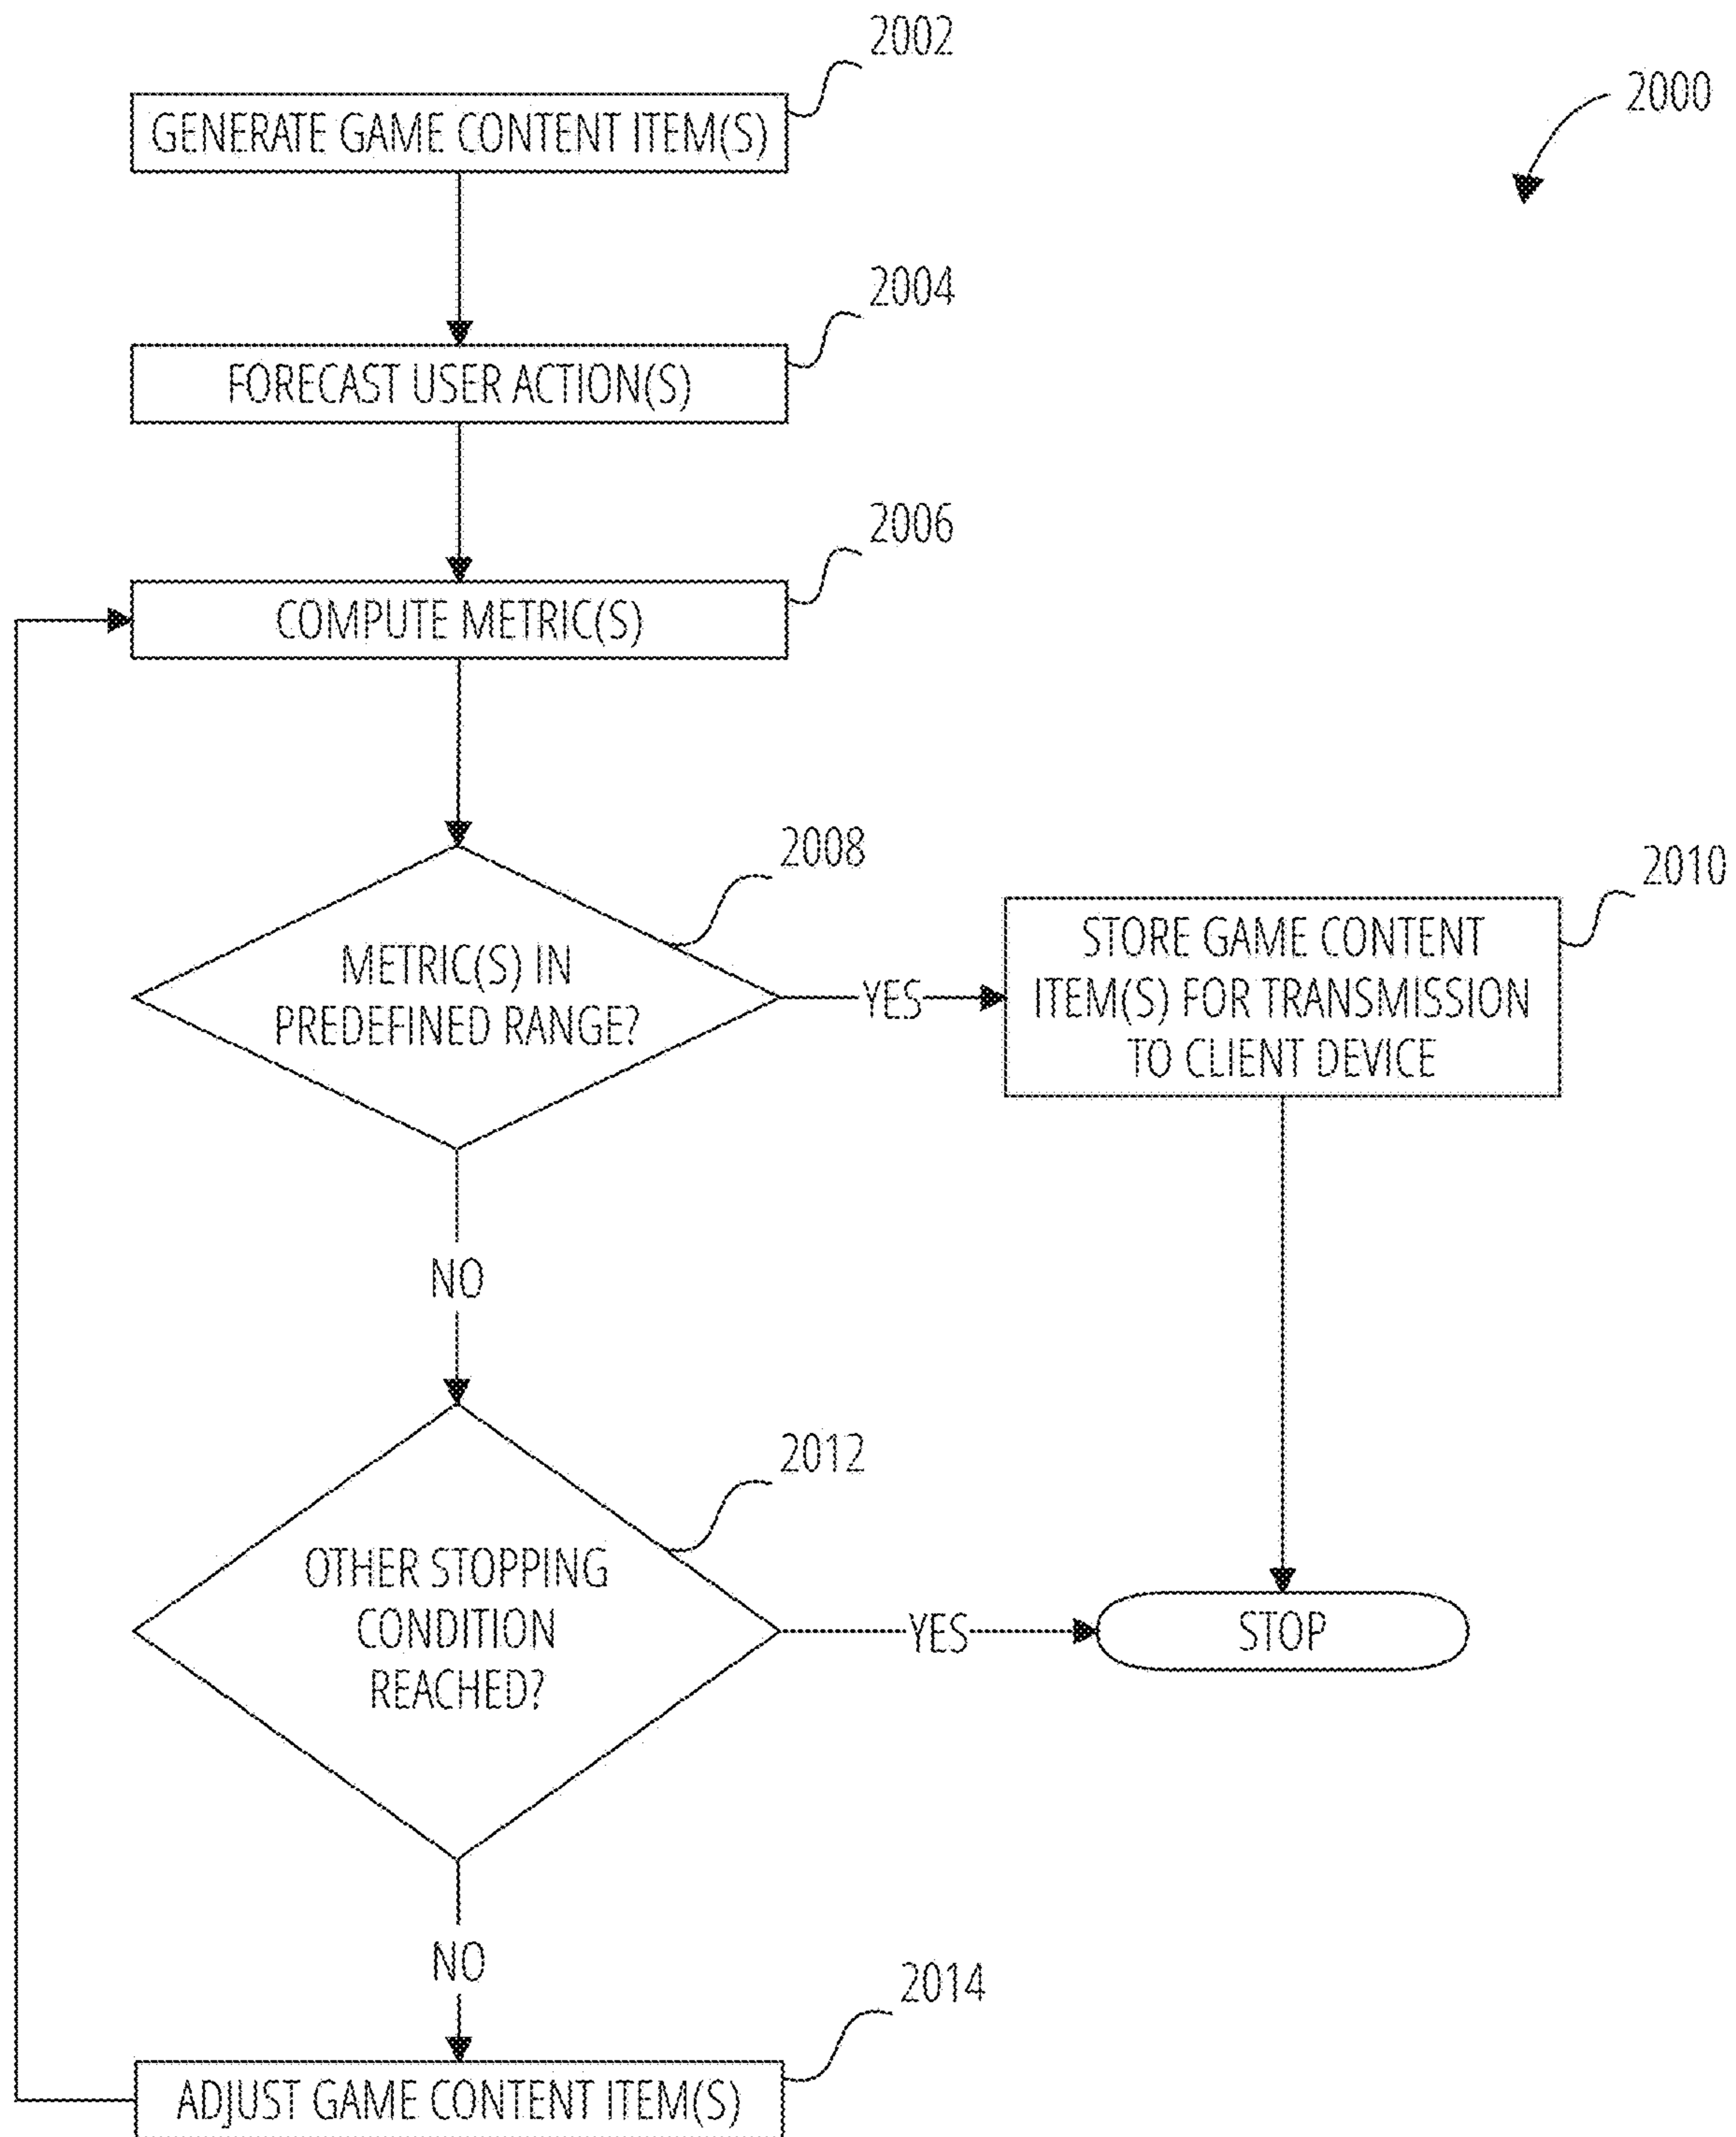 2002
2000
GENERATE GAME CONTENT ITEM(S)
2004
FORECAST USER ACTION(S)
2006
COMPUTE METRIC(S)
2008
METRIC(S) IN
PREDEFINED RANGE?
YES
2010
STORE GAME CONTENT
ITEM(S) FOR TRANSMISSION
TO CLIENT DEVICE
NO
2012
OTHER STOPPING
CONDITION
REACHED?
YES
STOP
NO
2014
ADJUST GAME CONTENT ITEM(S)